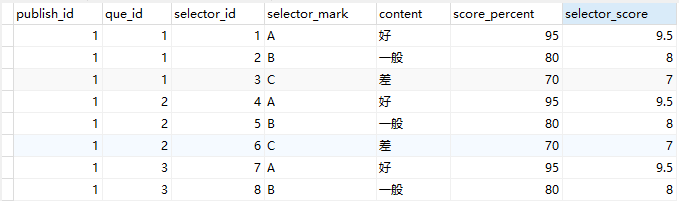 publish_id que_id selector_id selector_mark content score_percent selector_score
1 1 1 A 好 95 9.5
1 1 2 B 一般 80 8
1 1 3 C 差 70 7
1 2 4 A 好 95 9.5
1 2 5 B 一般 80 8
1 2 6 C 差 70 7
1 3 7 A 好 95 9.5
1 3 8 B 一般 80 8